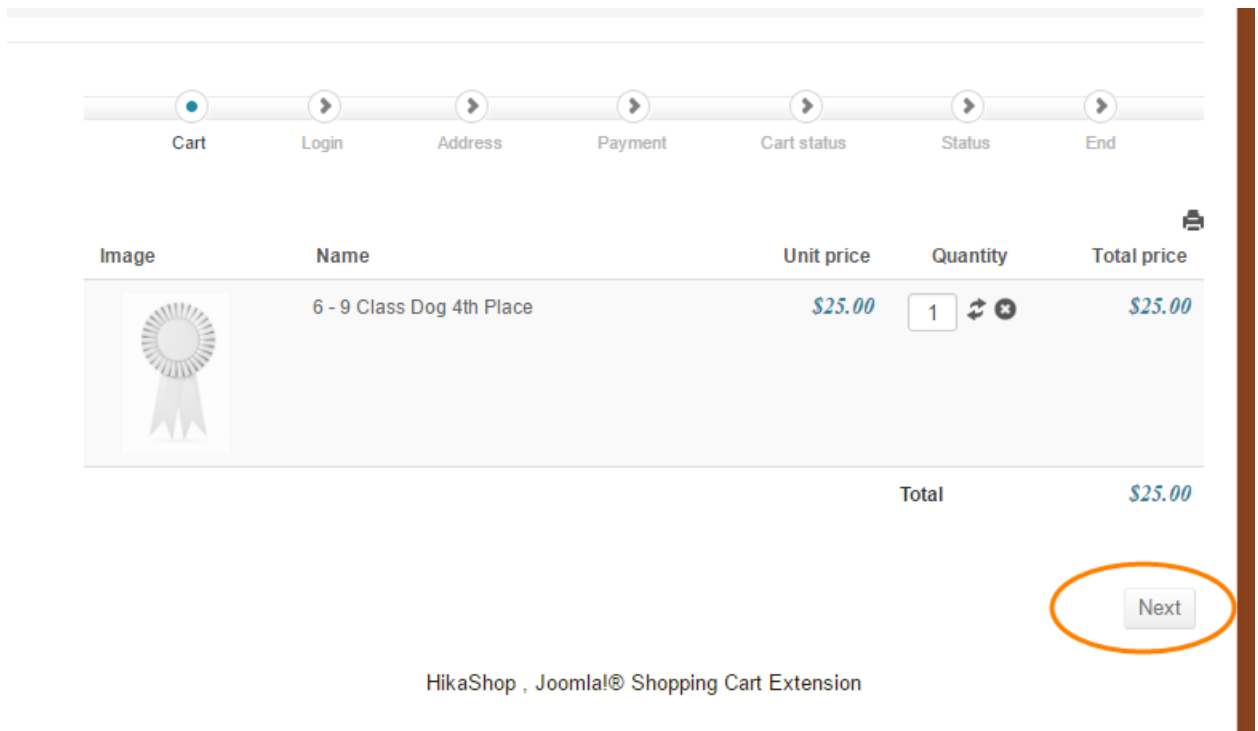 Cart Login Address Payment Cart status Status End
Image Name Unit price Quantity Total price
6 - 9 Class Dog 4th Place $25.00 1 $25.00
Total $25.00
Next
HikaShop , Joomla!® Shopping Cart Extension